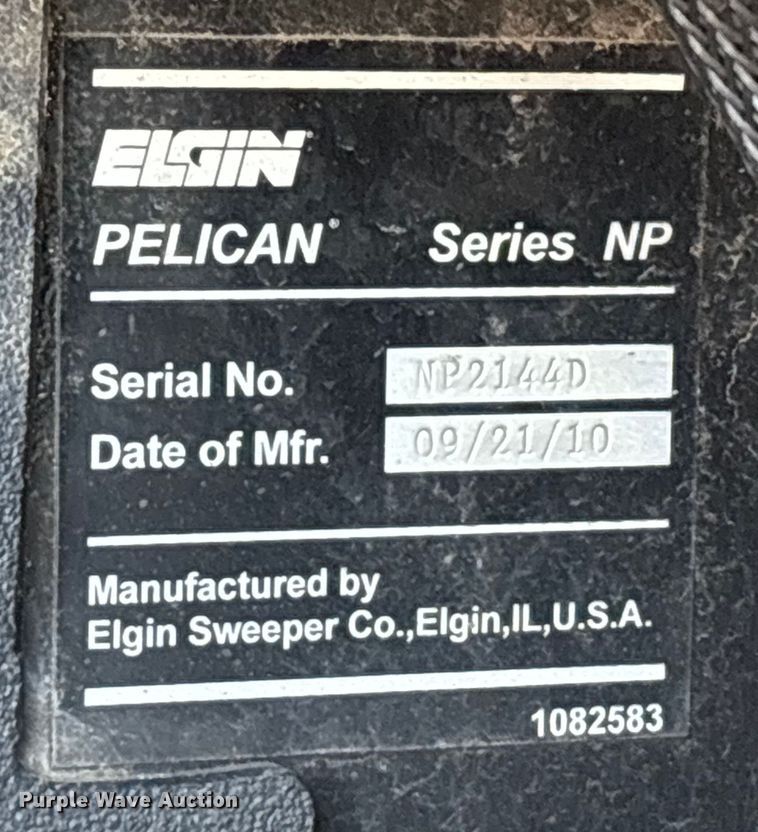 ELGIN
PELICAN® Series NP
Serial No. NP2144D
Date of Mfr. 09/21/10
Manufactured by
Elgin Sweeper Co.,Elgin,IL,U.S.A.
1082583
Purple Wave Auction